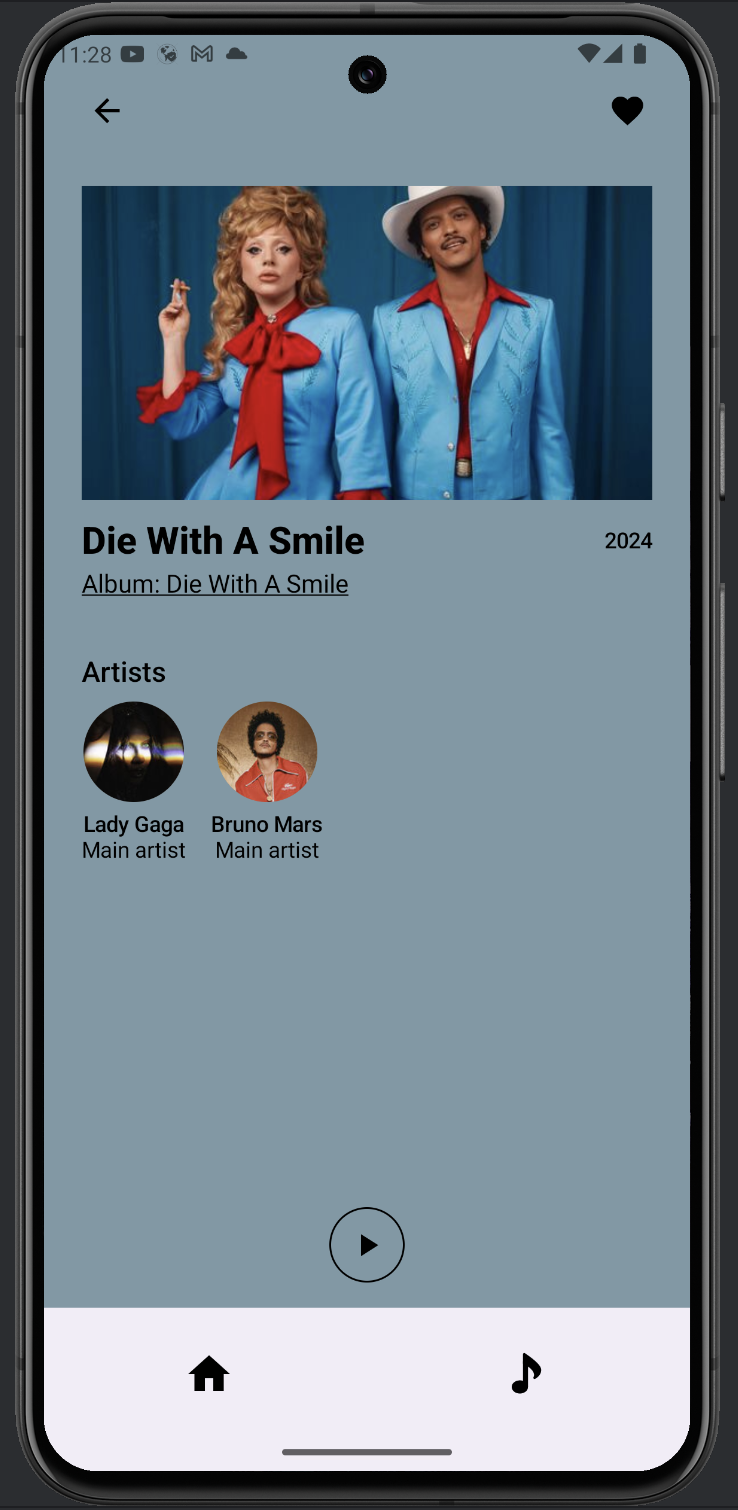 11:28
Die With A Smile
2024
Album: Die With A Smile
Artists
Lady Gaga Bruno Mars
Main artist Main artist